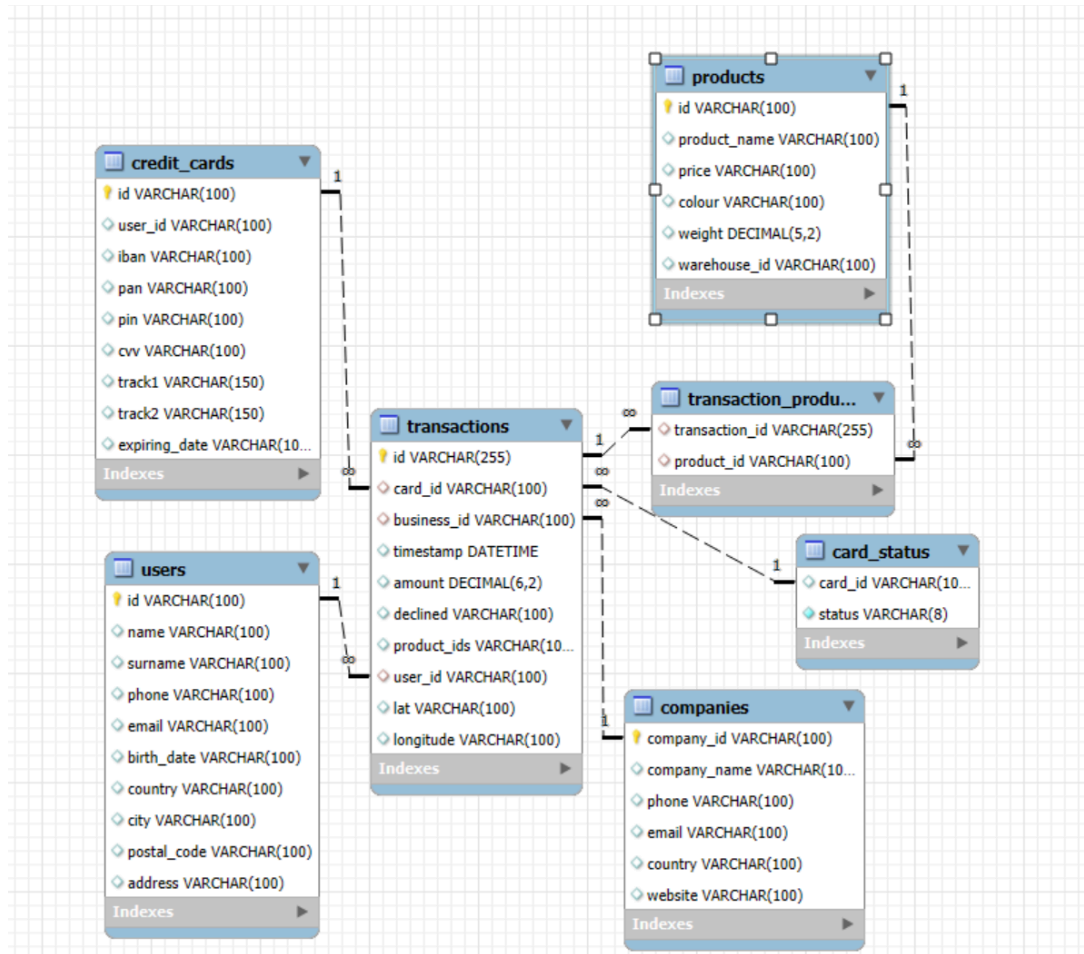 products
id VARCHAR(100)
product_name VARCHAR(100)
price VARCHAR(100)
colour VARCHAR(100)
weight DECIMAL(5,2)
warehouse_id VARCHAR(100)
Indexes
1
credit_cards
id VARCHAR(100)
user_id VARCHAR(100)
iban VARCHAR(100)
pan VARCHAR(100)
pin VARCHAR(100)
cvv VARCHAR(100)
track1 VARCHAR(150)
track2 VARCHAR(150)
expiring_date VARCHAR(10...
Indexes
1
∞
transactions
id VARCHAR(255)
card_id VARCHAR(100)
business_id VARCHAR(100)
timestamp DATETIME
amount DECIMAL(6,2)
declined VARCHAR(100)
product_ids VARCHAR(10...
user_id VARCHAR(100)
lat VARCHAR(100)
longitude VARCHAR(100)
Indexes
1
∞
∞
transaction_produ...
transaction_id VARCHAR(255)
product_id VARCHAR(100)
Indexes
∞
∞
card_status
card_id VARCHAR(10...
status VARCHAR(8)
Indexes
1
users
id VARCHAR(100)
name VARCHAR(100)
surname VARCHAR(100)
phone VARCHAR(100)
email VARCHAR(100)
birth_date VARCHAR(100)
country VARCHAR(100)
city VARCHAR(100)
postal_code VARCHAR(100)
address VARCHAR(100)
Indexes
1
∞
companies
company_id VARCHAR(100)
company_name VARCHAR(10...
phone VARCHAR(100)
email VARCHAR(100)
country VARCHAR(100)
website VARCHAR(100)
Indexes
1